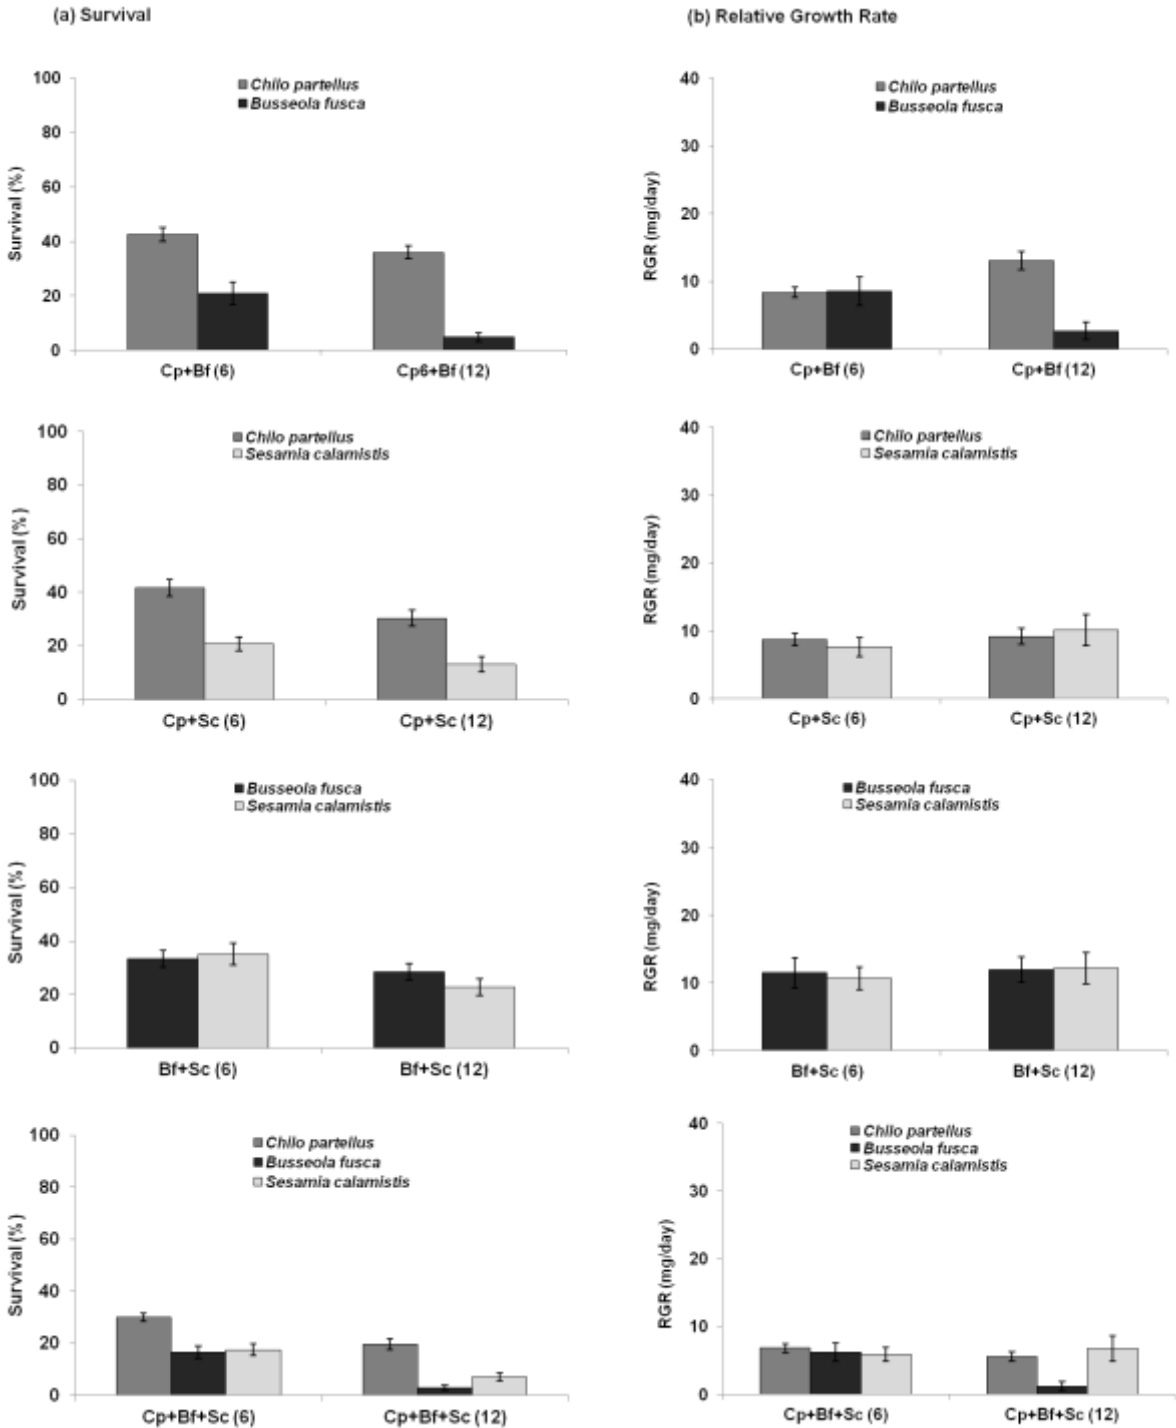 (a) Survival
(b) Relative Growth Rate
100
80
60
40
20
0
Survival (%)
Chilo partellus
Busseola fusca
Cp+Bf (6)
Cp6+Bf (12)
40
30
20
10
0
RGR (mg/day)
Chilo partellus
Busseola fusca
Cp+Bf (6)
Cp+Bf (12)
100
80
60
40
20
0
Survival (%)
Chilo partellus
Sesamia calamistis
Cp+Sc (6)
Cp+Sc (12)
40
30
20
10
0
RGR (mg/day)
Chilo partellus
Sesamia calamistis
Cp+Sc (6)
Cp+Sc (12)
100
80
60
40
20
0
Survival (%)
Busseola fusca
Sesamia calamistis
Bf+Sc (6)
Bf+Sc (12)
40
30
20
10
0
RGR (mg/day)
Busseola fusca
Sesamia calamistis
Bf+Sc (6)
Bf+Sc (12)
100
80
60
40
20
0
Survival (%)
Chilo partellus
Busseola fusca
Sesamia calamistis
Cp+Bf+Sc (6)
Cp+Bf+Sc (12)
40
30
20
10
0
RGR (mg/day)
Chilo partellus
Busseola fusca
Sesamia calamistis
Cp+Bf+Sc (6)
Cp+Bf+Sc (12)